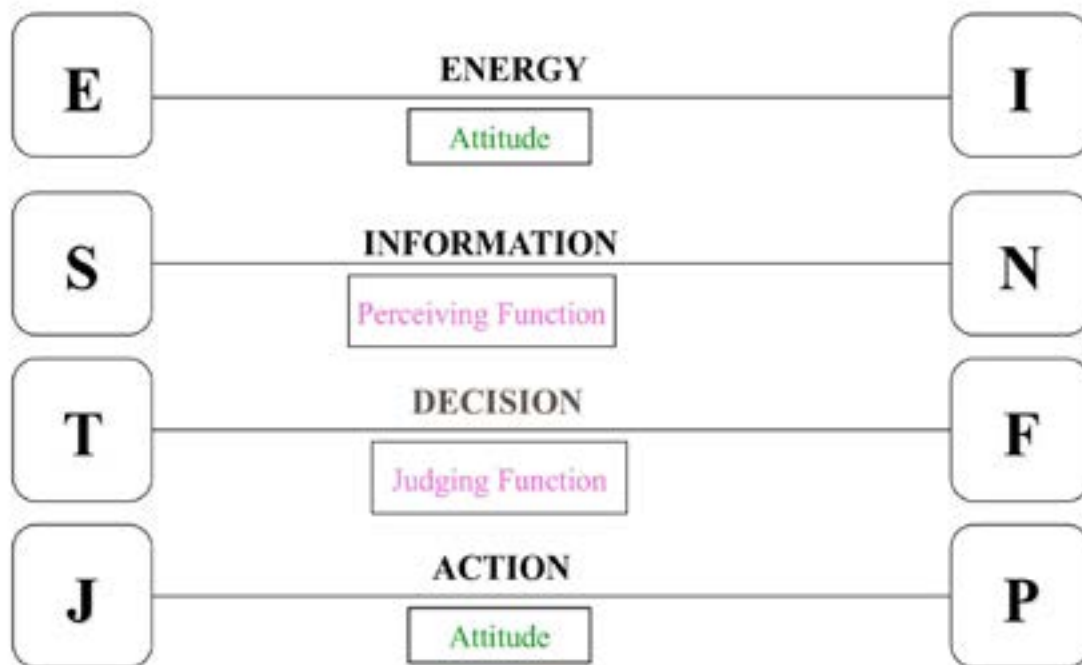 E
ENERGY
I
Attitude
S
INFORMATION
N
Perceiving Function
T
DECISION
F
Judging Function
J
ACTION
P
Attitude